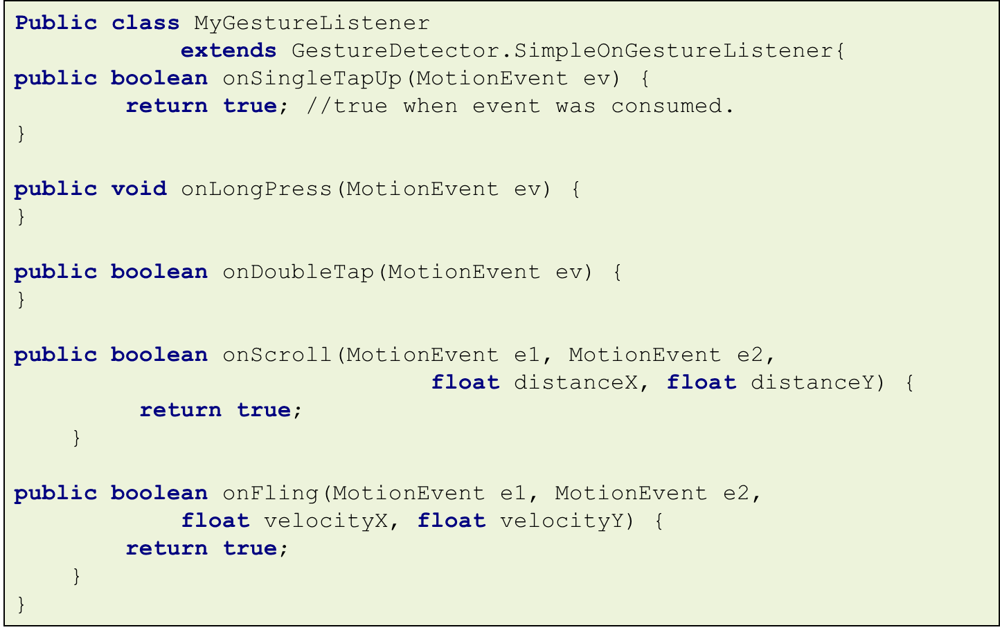 Public class MyGestureListener
            extends GestureDetector.SimpleOnGestureListener{
public boolean onSingleTapUp(MotionEvent ev) {
        return true; //true when event was consumed.
}

public void onLongPress(MotionEvent ev) {
}

public boolean onDoubleTap(MotionEvent ev) {
}

public boolean onScroll(MotionEvent e1, MotionEvent e2,
                              float distanceX, float distanceY) {
         return true;
    }

public boolean onFling(MotionEvent e1, MotionEvent e2,
            float velocityX, float velocityY) {
        return true;
    }
}